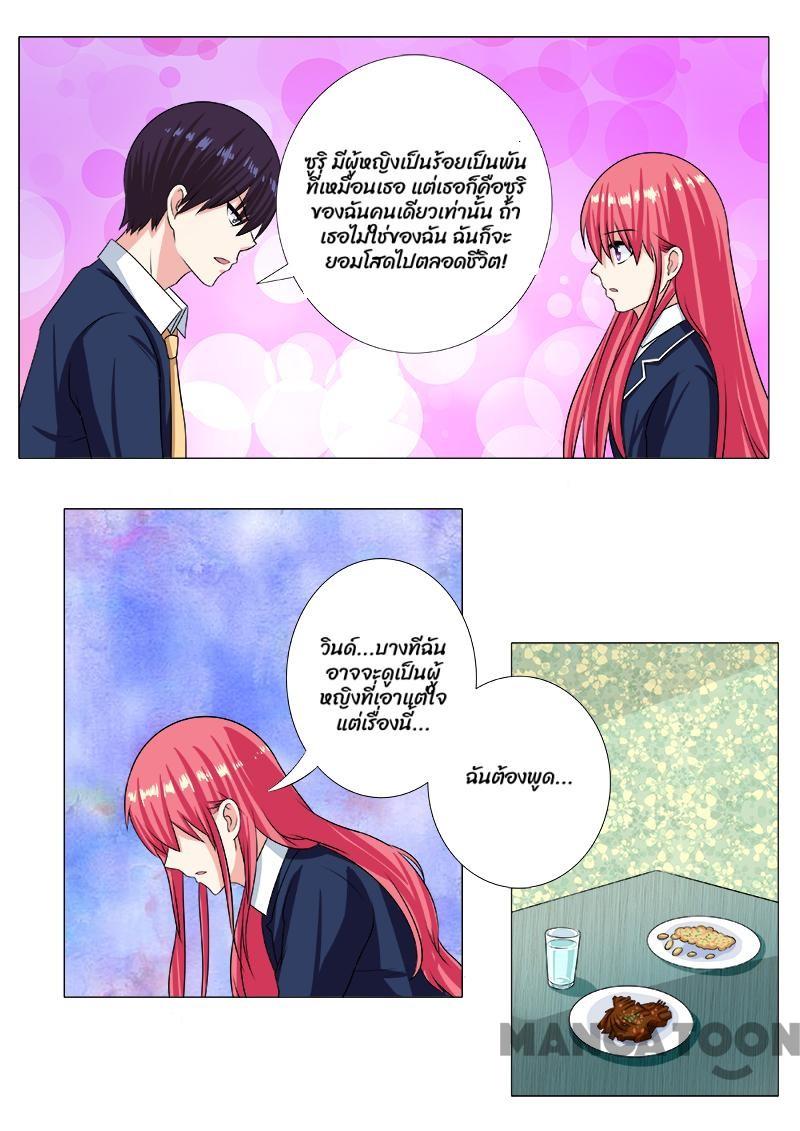 ซูริ มีผู้หญิงเป็นร้อยเป็นพัน
ที่เหมือนเธอ แต่เธอก็คือซูริ
ของฉันคนเดียวเท่านั้น ถ้า
เธอไม่ใช่ของฉัน ฉันก็จะ
ยอมโสดไปตลอดชีวิต!
วินด์...บางทีฉัน
อาจจะดูเป็นผู้
หญิงที่เอาแต่ใจ
แต่เรื่องนี้...
ฉันต้องพูด...
MANGATOON